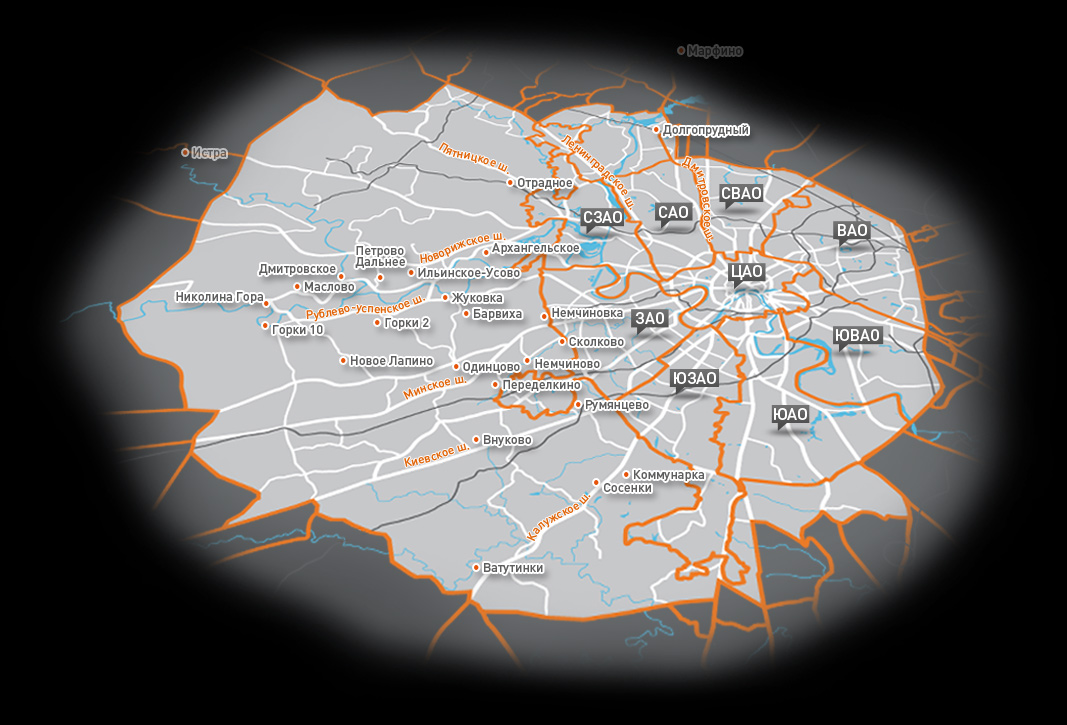 Марфино
Долгопрудный
Истра
Пятницкое ш.
Ленинградское ш.
Дмитровское ш.
Отрадное
СВАО
СЗАО
САО
ВАО
Новорижское ш.
Архангельское
Петрово
Дальнее
Дмитровское
Ильинское-Усово
ЦАО
Маслово
Николина Гора
Жуковка
Рублево-Успенское ш.
Барвиха
Немчиновка
ЗАО
Горки 10
Горки 2
Сколково
ЮВАО
Новое Лапино
Одинцово
Немчиново
Минское ш.
Переделкино
ЮЗАО
Румянцево
ЮАО
Внуково
Киевское ш.
Коммунарка
Сосенки
Калужское ш.
Ватутинки